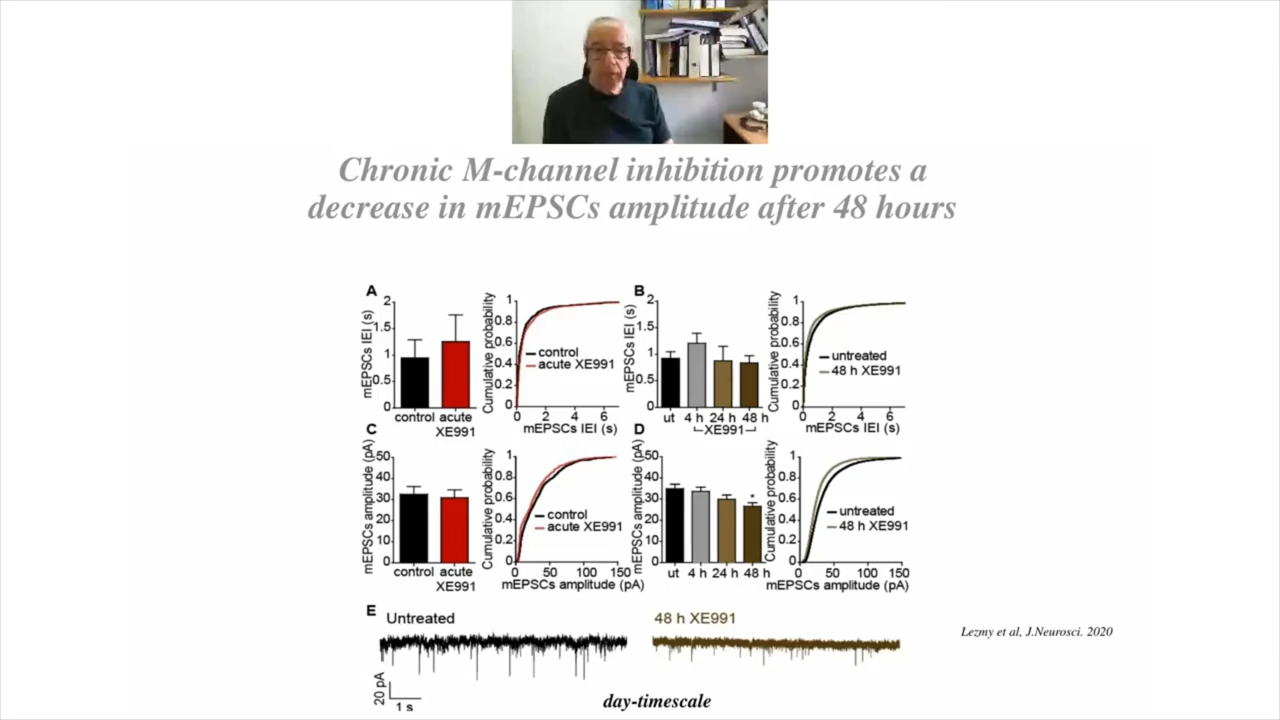 Chronic M-channel inhibition promotes a
decrease in mEPSCs amplitude after 48 hours
A
mEPSCs IEI (s)
2
1.5
1
0.5
0
control acute
XE991
Cumulative probability
1
0.8
0.6
0.4
0.2
0
control
acute XE991
0 2 4 6
mEPSCs IEI (s)
B
mEPSCs IEI (s)
2
1.5
1
0.5
0
ut 4 h 24 h 48 h
XE991
Cumulative probability
1
0.8
0.6
0.4
0.2
0
untreated
48 h XE991
0 2 4 6
mEPSCs IEI (s)
C
mEPSCs amplitude (pA)
50
40
30
20
10
0
control acute
XE991
Cumulative probability
1
0.8
0.6
0.4
0.2
0
control
acute XE991
0 50 100 150
mEPSCs amplitude (pA)
D
mEPSCs amplitude (pA)
50
40
30
20
10
0
*
ut 4 h 24 h 48 h
Cumulative probability
1
0.8
0.6
0.4
0.2
0
untreated
48 h XE991
0 50 100 150
mEPSCs amplitude (pA)
E
Untreated
48 h XE991
20 pA
1 s
Lezmy et al, J.Neurosci. 2020
day-timescale